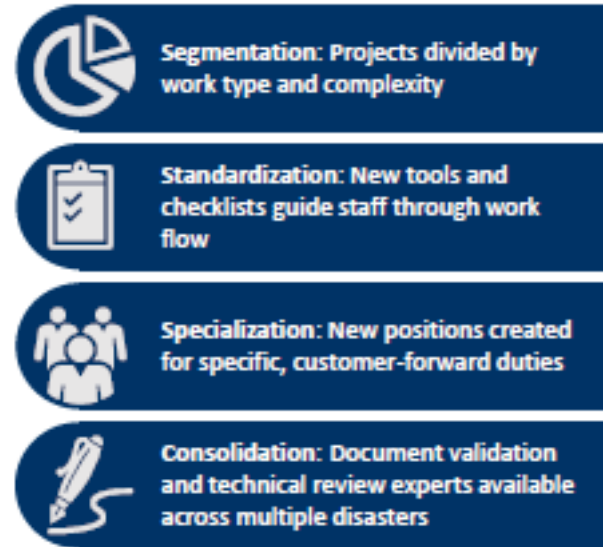 Segmentation: Projects divided by
work type and complexity
Standardization: New tools and
checklists guide staff through work
flow
Specialization: New positions created
for specific, customer-forward duties
Consolidation: Document validation
and technical review experts available
across multiple disasters